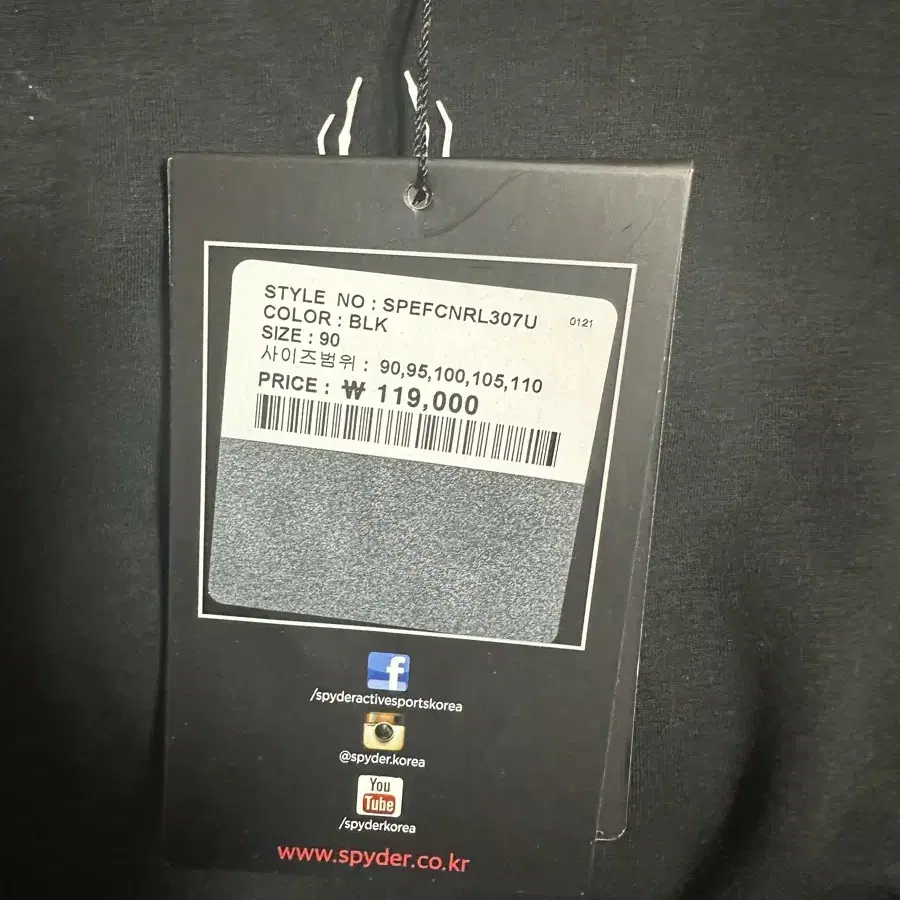 STYLE NO : SPEFCNRL307U 0121
COLOR : BLK
SIZE : 90
사이즈범위 : 90,95,100,105,110
PRICE : ₩ 119,000
f
/spyderactivesportskorea
@spyder.korea
You
Tube
/spyderkorea
www.spyder.co.kr